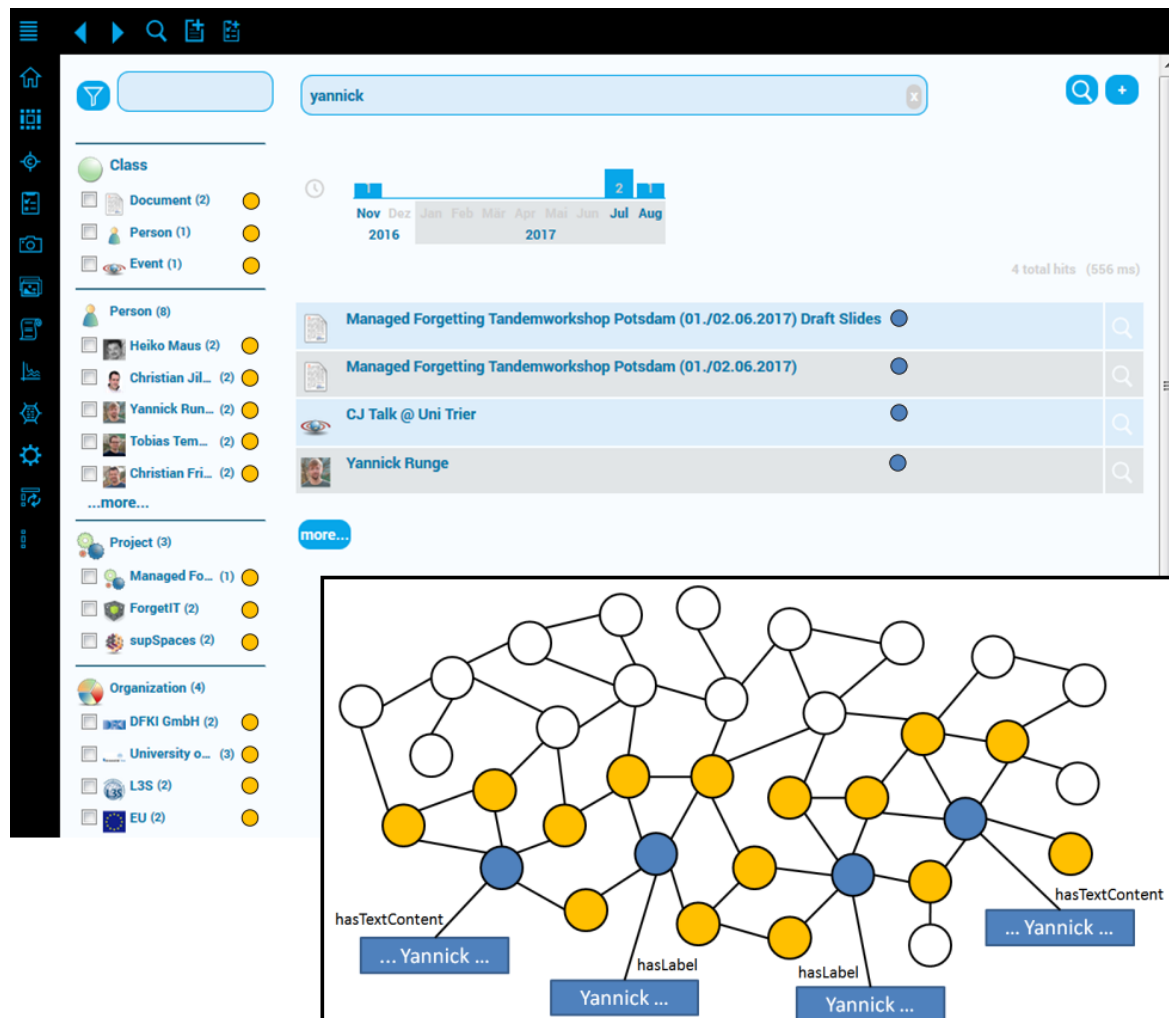 yannick
x
+
Class
Document (2)
Person (1)
Event (1)
1
2
1
Nov Dez Jan Feb Mär Apr Mai Jun Jul Aug
2016
2017
4 total hits (556 ms)
Person (8)
Heiko Maus (2)
Christian Jil... (2)
Yannick Run... (2)
Tobias Tem... (2)
Christian Fri... (2)
...more...
Managed Forgetting Tandemworkshop Potsdam (01./02.06.2017) Draft Slides
Managed Forgetting Tandemworkshop Potsdam (01./02.06.2017)
CJ Talk @ Uni Trier
Yannick Runge
more...
Project (3)
Managed Fo... (1)
ForgetIT (2)
supSpaces (2)
Organization (4)
DFKI GmbH (2)
University o... (3)
L3S
L3S (2)
EU (2)
hasTextContent
... Yannick ...
hasLabel
Yannick ...
hasLabel
Yannick ...
hasTextContent
... Yannick ...